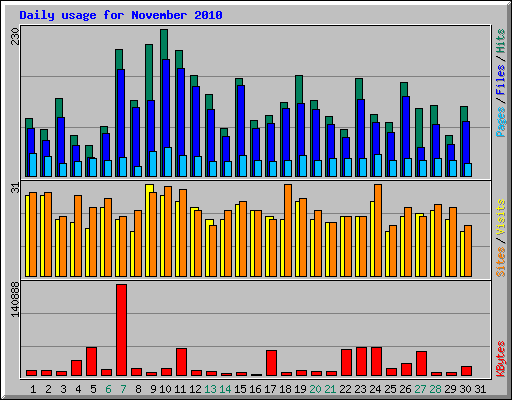 Daily usage for November 2010
230
Pages / Files / Hits
31
Sites / Visits
140888
KBytes
1 2 3 4 5 6 7 8 9 10 11 12 13 14 15 16 17 18 19 20 21 22 23 24 25 26 27 28 29 30 31